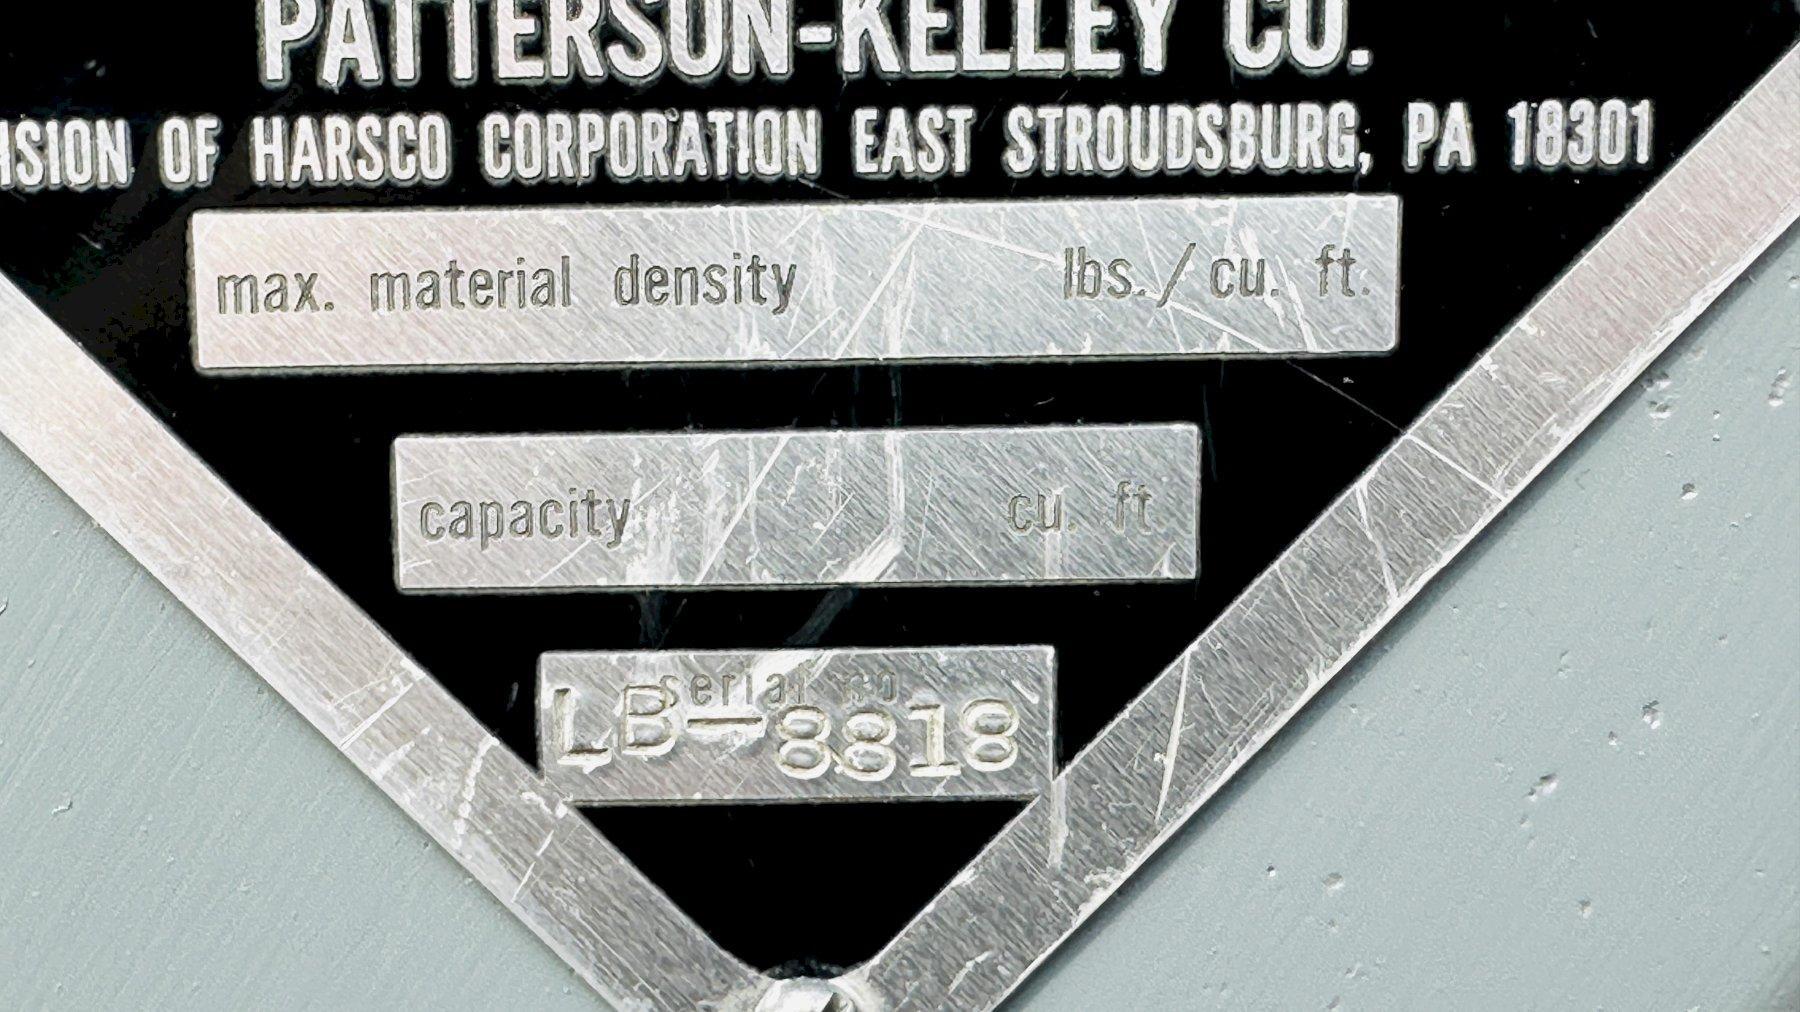 PATTERSON-KELLEY CO.
ISION OF HARSCO CORPORATION EAST STROUDSBURG, PA 18301
max. material density lbs./cu. ft.
capacity cu. ft.
serial no
LB-8818